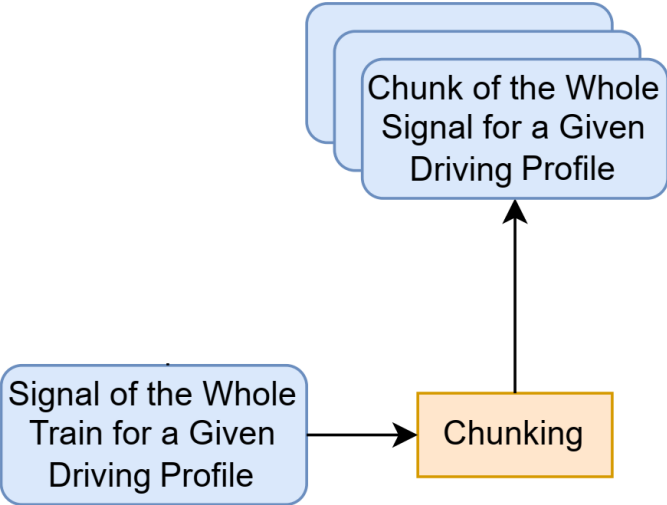 Chunk of the Whole
Signal for a Given
Driving Profile
Signal of the Whole
Train for a Given
Driving Profile
Chunking